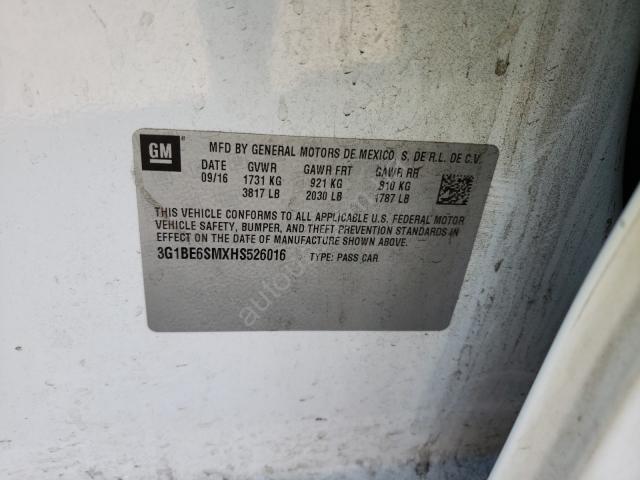 GM
MFD BY GENERAL MOTORS DE MEXICO, S. DE R.L. DE C.V.
DATE GVWR GAWR FRT GAWR RR
09/16 1731 KG 921 KG 910 KG
3817 LB 2030 LB 1787 LB
THIS VEHICLE CONFORMS TO ALL APPLICABLE U.S. FEDERAL MOTOR
VEHICLE SAFETY, BUMPER, AND THEFT PREVENTION STANDARDS
IN EFFECT ON THE DATE OF MANUFACTURE SHOWN ABOVE.
3G1BE6SMXHS526016 TYPE: PASS CAR